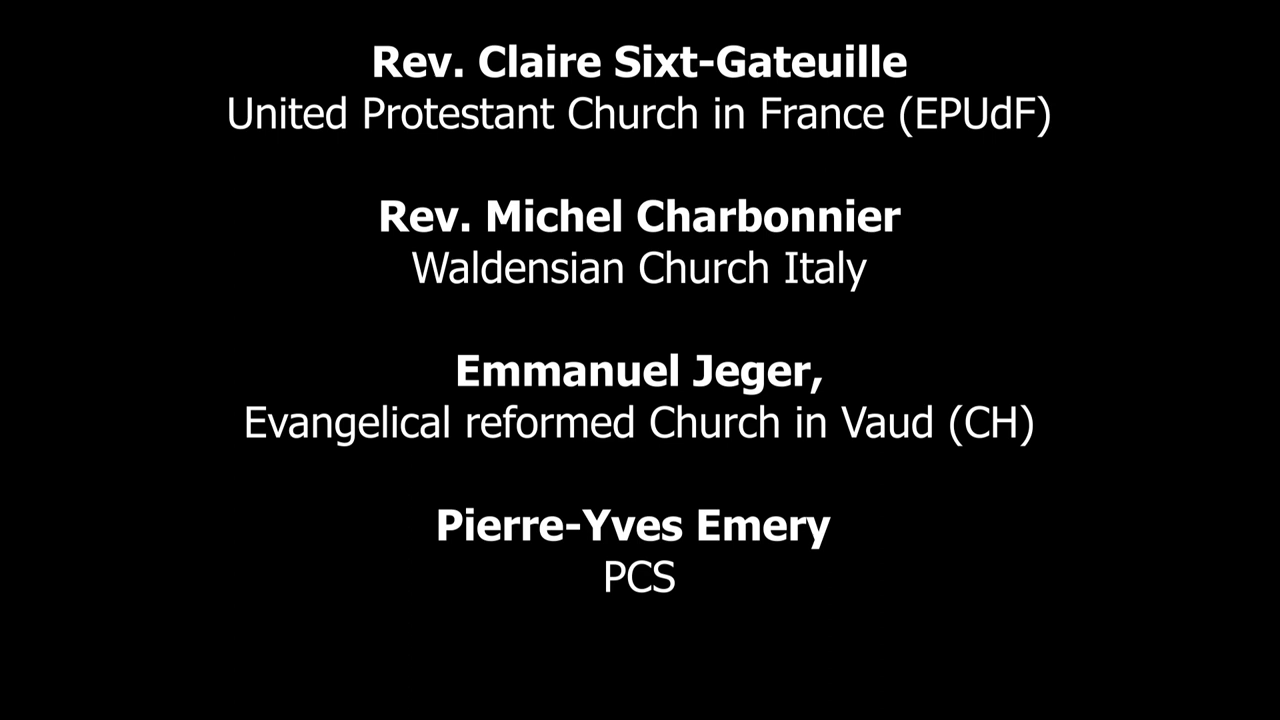 Rev. Claire Sixt-Gateuille
United Protestant Church in France (EPUdF)
Rev. Michel Charbonnier
Waldensian Church Italy
Emmanuel Jeger,
Evangelical reformed Church in Vaud (CH)
Pierre-Yves Emery
PCS